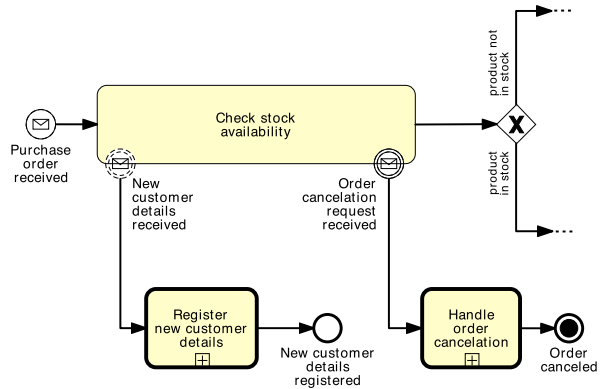 product not
in stock
Check stock
availability
Purchase
order
received
product
in stock
New
customer
details
received
Order
cancelation
request
received
Register
new customer
details
New customer
details
registered
Handle
order
cancelation
Order
canceled